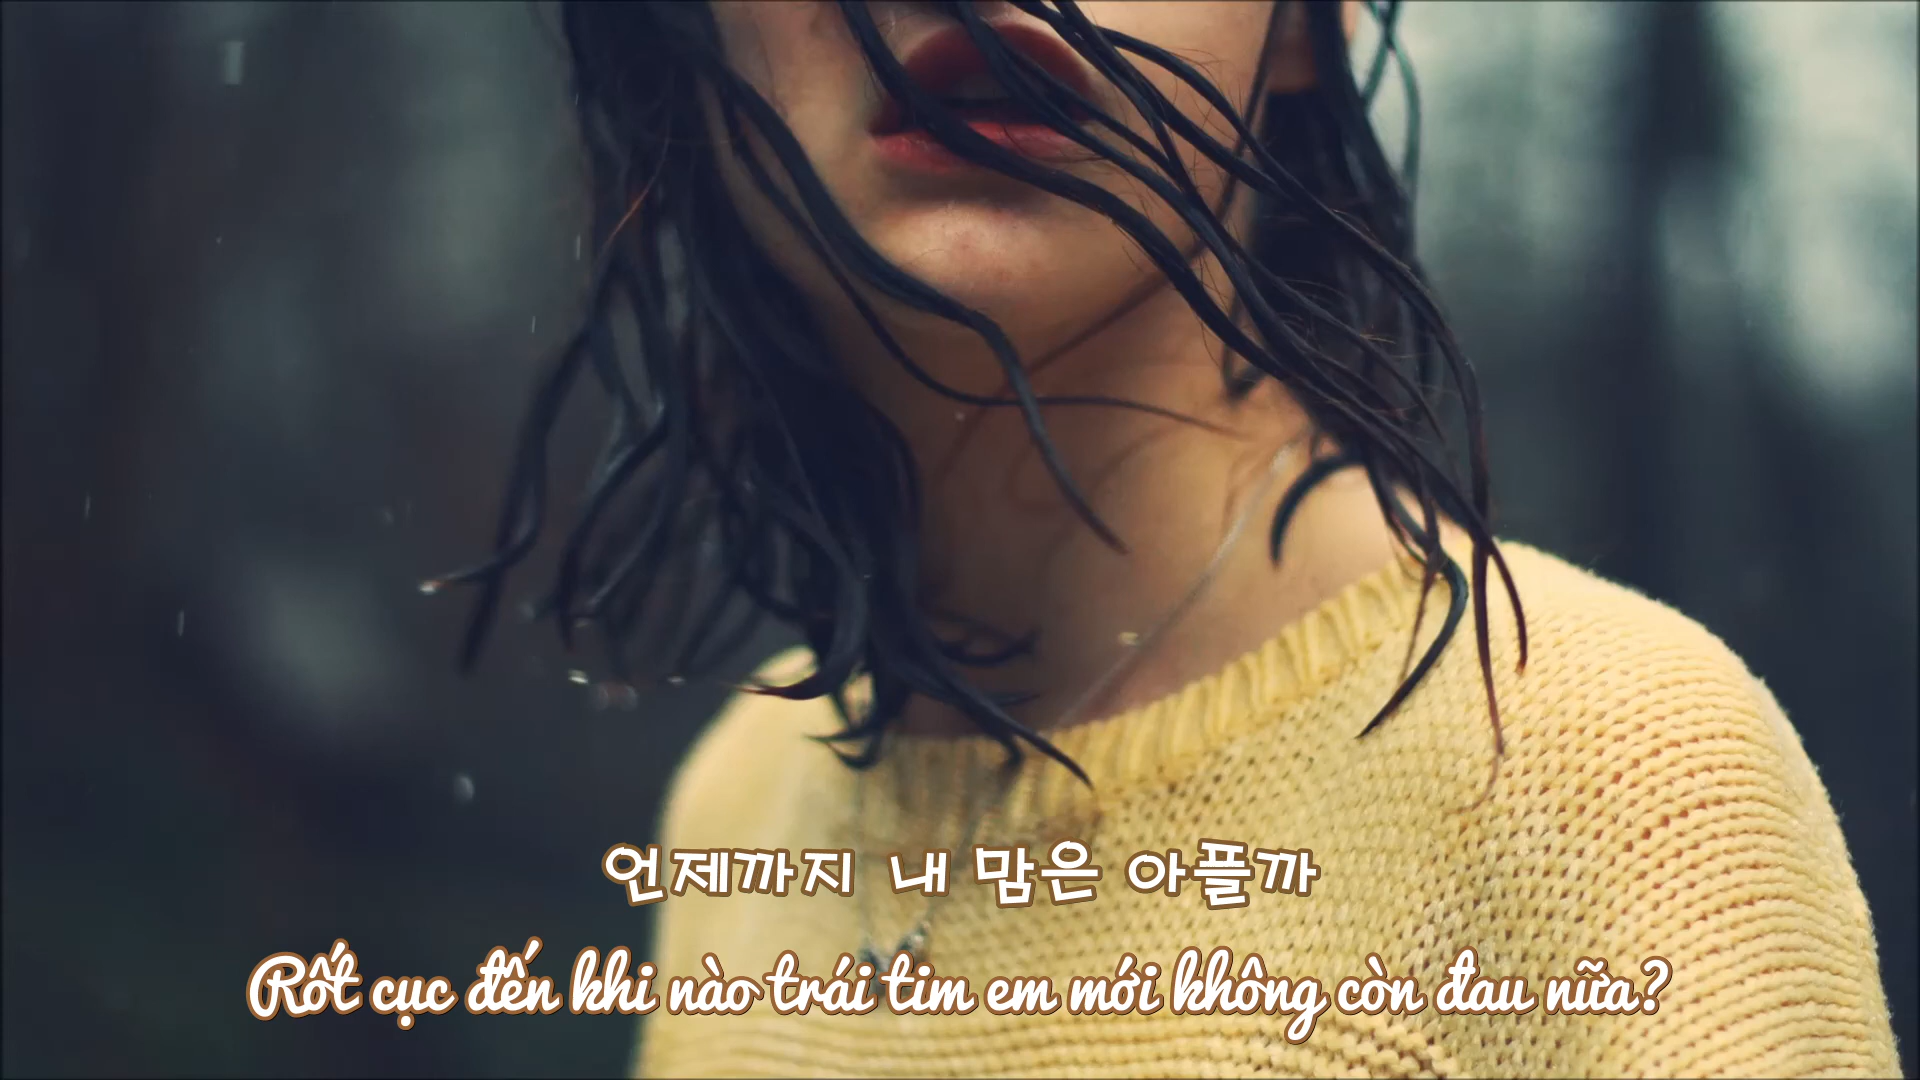 언제까지 내 맘은 아플까
Rốt cục đến khi nào trái tim em mới không còn đau nữa?